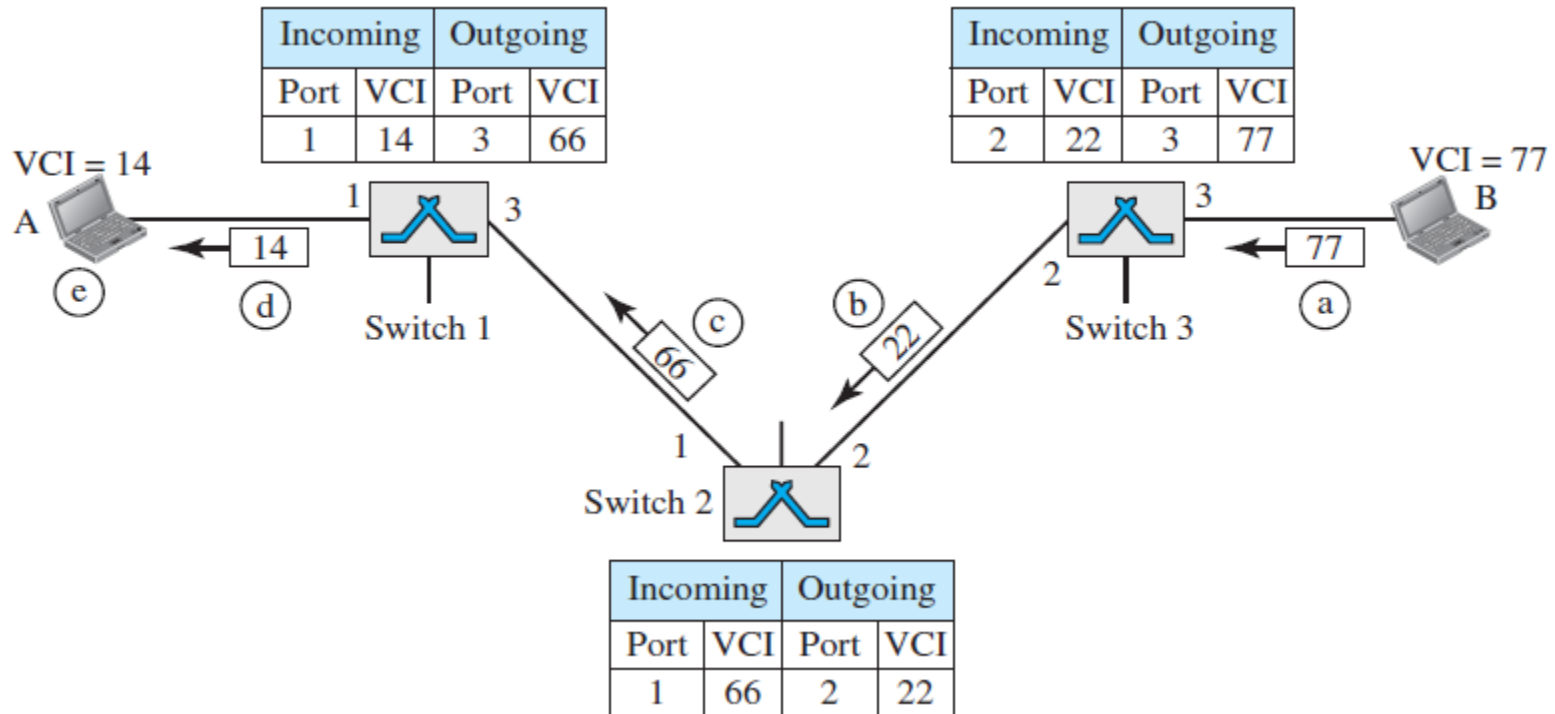 Incoming Outgoing
Port VCI Port VCI
1 14 3 66
Incoming Outgoing
Port VCI Port VCI
2 22 3 77
VCI = 14
A
1
3
14
e
d
Switch 1
VCI = 77
B
3
2
77
a
Switch 3
c
66
b
22
1
2
Switch 2
Incoming Outgoing
Port VCI Port VCI
1 66 2 22